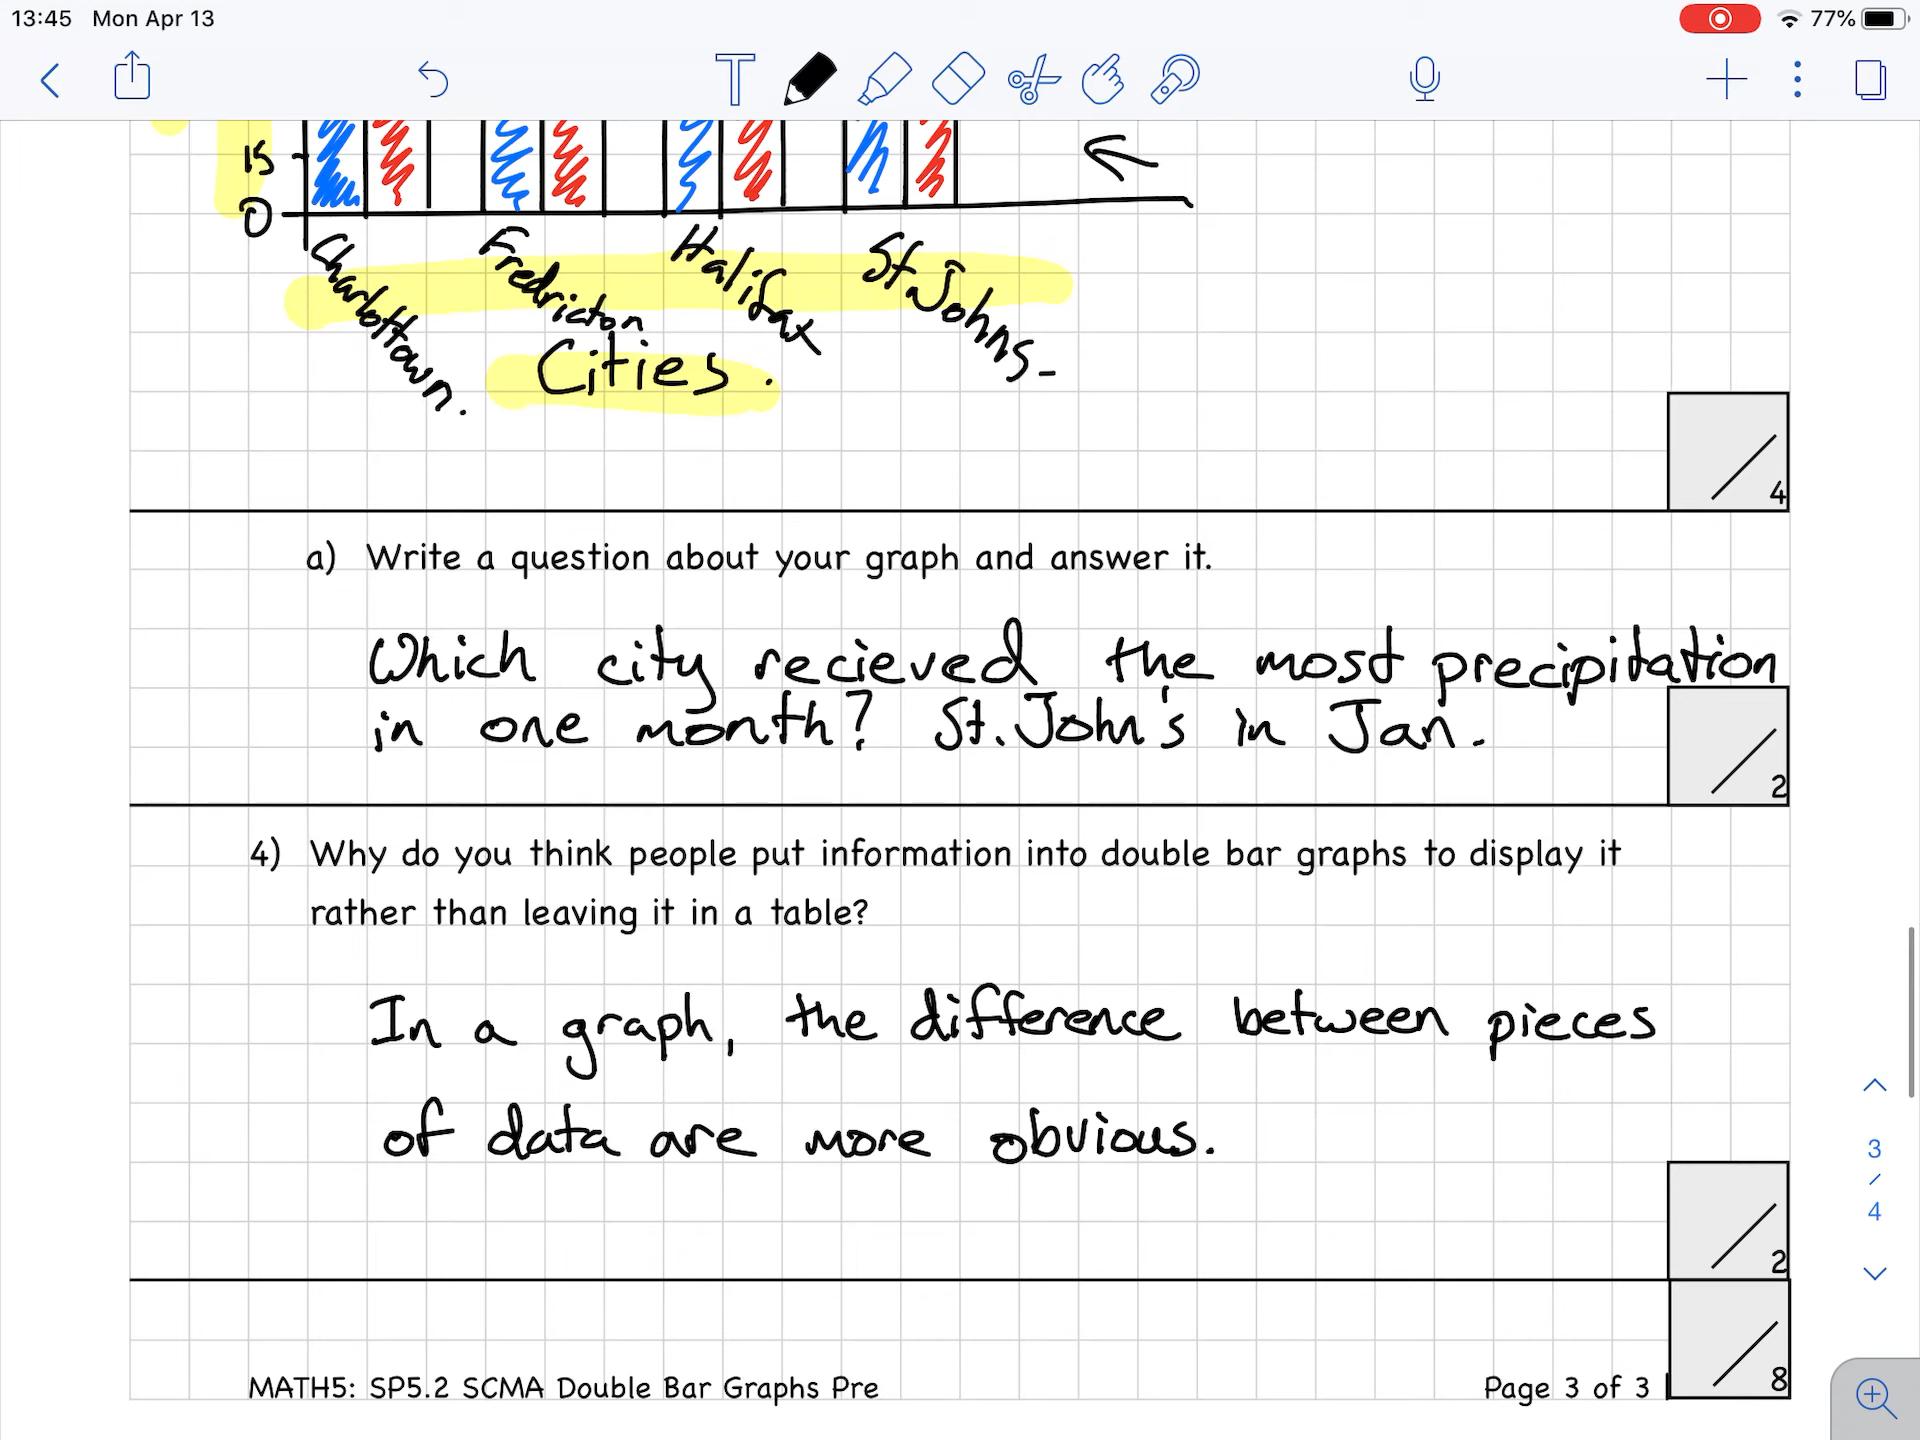 13:45 Mon Apr 13 77%
15
0
Charlottown.
Fredricton
Halifax
St. Johns-
Cities.
4
a) Write a question about your graph and answer it.
Which city recieved the most precipitation
in one month? St. John's in Jan.
2
4) Why do you think people put information into double bar graphs to display it
rather than leaving it in a table?
In a graph, the difference between pieces
of data are more obvious.
3
/
4
2
8
MATH5: SP5.2 SCMA Double Bar Graphs Pre Page 3 of 3